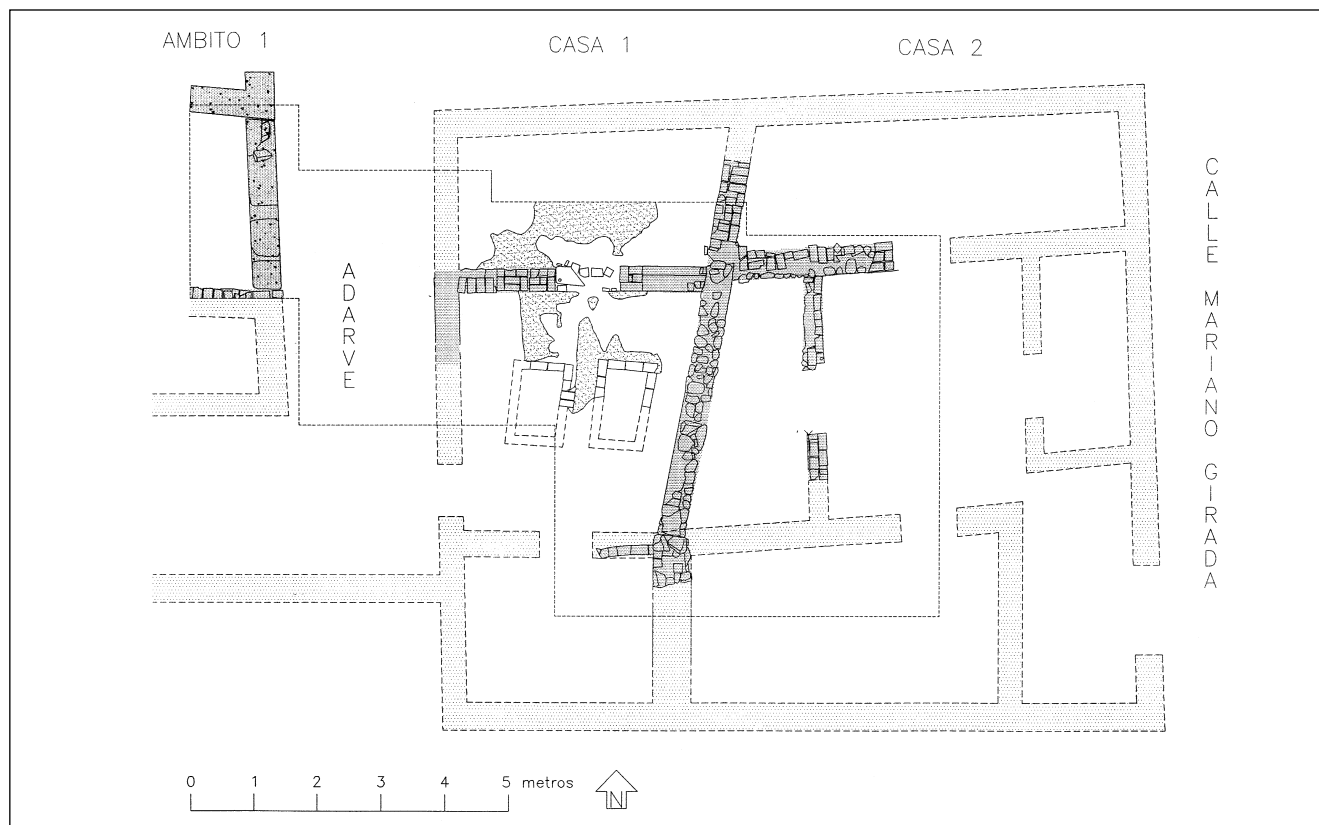 AMBITO 1
CASA 1
CASA 2
ADARVE
CALLE MARIANO GIRADA
0 1 2 3 4 5 metros
N